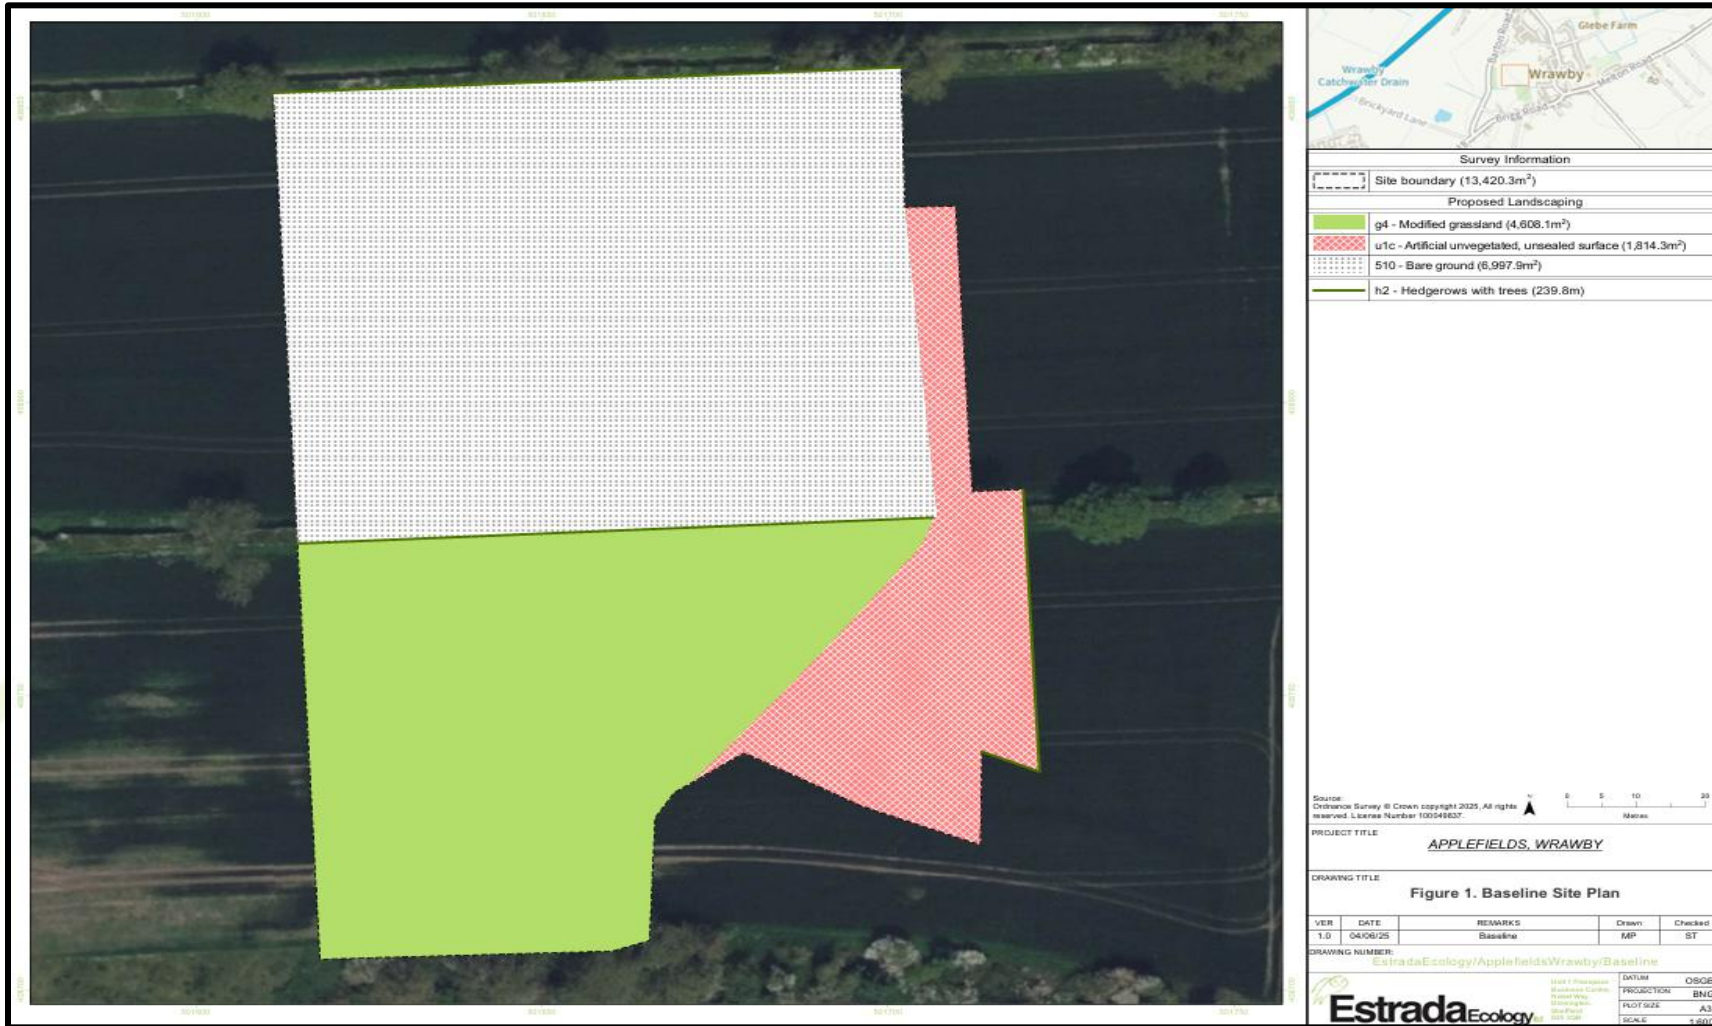 Glebe Farm
Barton Road
Wrawby
Catchwater Drain
Wrawby
Melton Road
Brickyard Lane
Brigg Road
Survey Information
Site boundary (13,420.3m²)
Proposed Landscaping
g4 - Modified grassland (4,608.1m²)
u1c - Artificial unvegetated, unsealed surface (1,814.3m²)
510 - Bare ground (6,997.9m²)
h2 - Hedgerows with trees (239.8m)
Source:
Ordnance Survey © Crown copyright 2025, All rights
reserved. License Number 100049837.
N
0 5 10 20
Metres
PROJECT TITLE
APPLEFIELDS, WRAWBY
DRAWING TITLE
Figure 1. Baseline Site Plan
VER DATE REMARKS Drawn Checked
1.0 04/06/25 Baseline MP ST
DRAWING NUMBER:
EstradaEcology/ApplefieldsWrawby/Baseline
EstradaEcology
DATUM OSGB
PROJECTION BNG
PLOT SIZE A3
SCALE 1:600